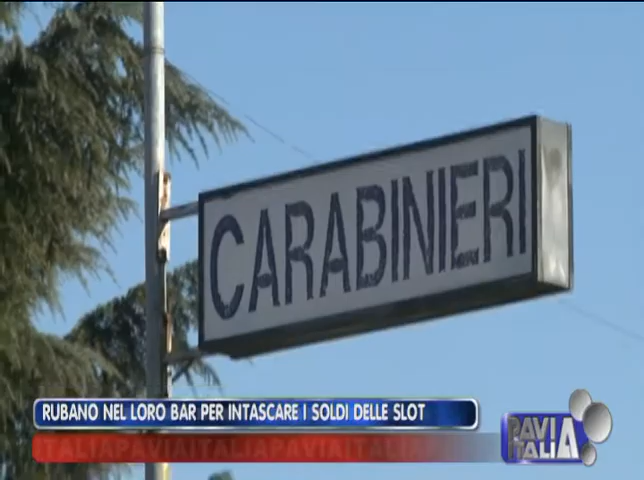 CARABINIERI
RUBANO NEL LORO BAR PER INTASCARE I SOLDI DELLE SLOT
ITALIAPAVIAITALIAPAVIAITALIA
PAVIA
ITALIA